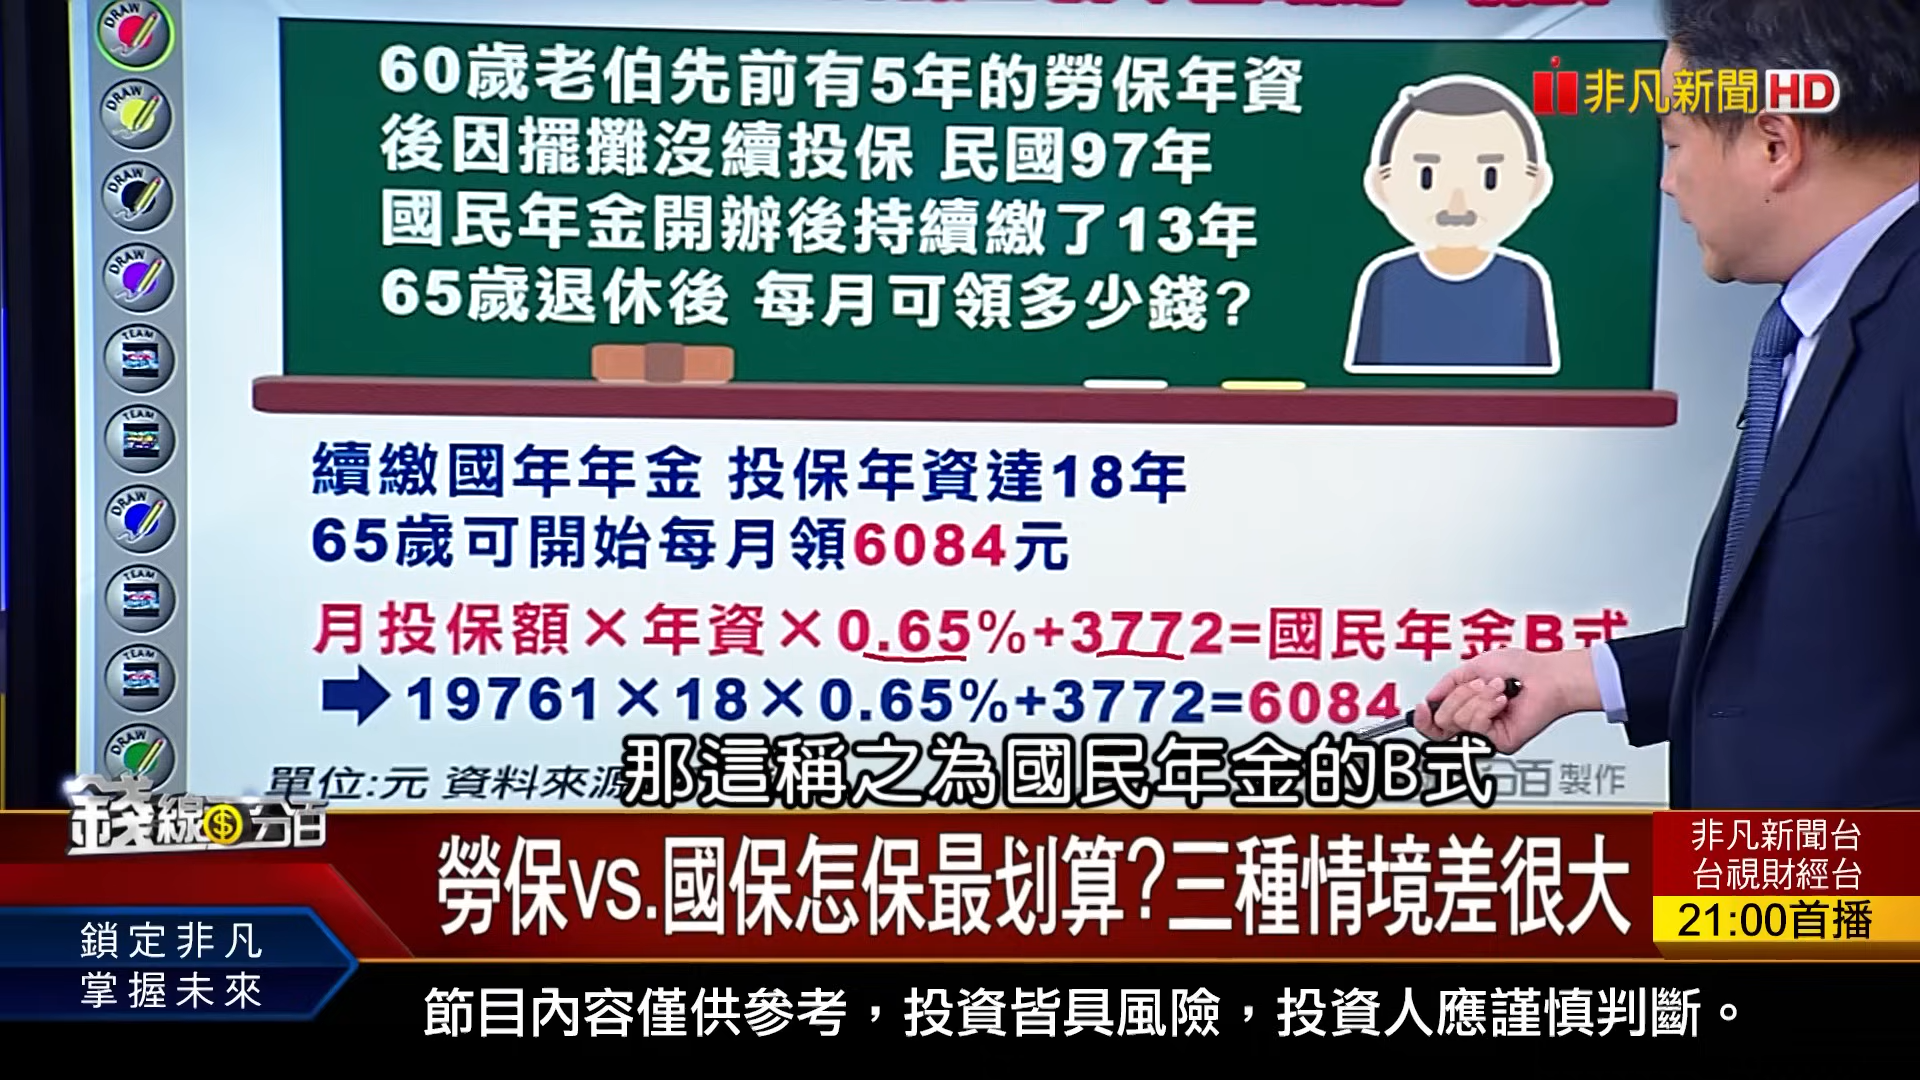 60歲老伯先前有5年的勞保年資
後因擺攤沒續投保 民國97年
國民年金開辦後持續繳了13年
65歲退休後 每月可領多少錢?
非凡新聞HD
續繳國年年金 投保年資達18年
65歲可開始每月領6084元
月投保額×年資×0.65%+3772=國民年金B式
19761×18×0.65%+3772=6084
單位:元 資料來源
製作
那這稱之為國民年金的B式
DRAW
DRAW
DRAW
DRAW
TEAM
TEAM
DRAW
TEAM
TEAM
DRAW
錢線$百分百
勞保vs.國保怎保最划算?三種情境差很大
非凡新聞台
台視財經台
21:00首播
鎖定非凡
掌握未來
節目內容僅供參考，投資皆具風險，投資人應謹慎判斷。